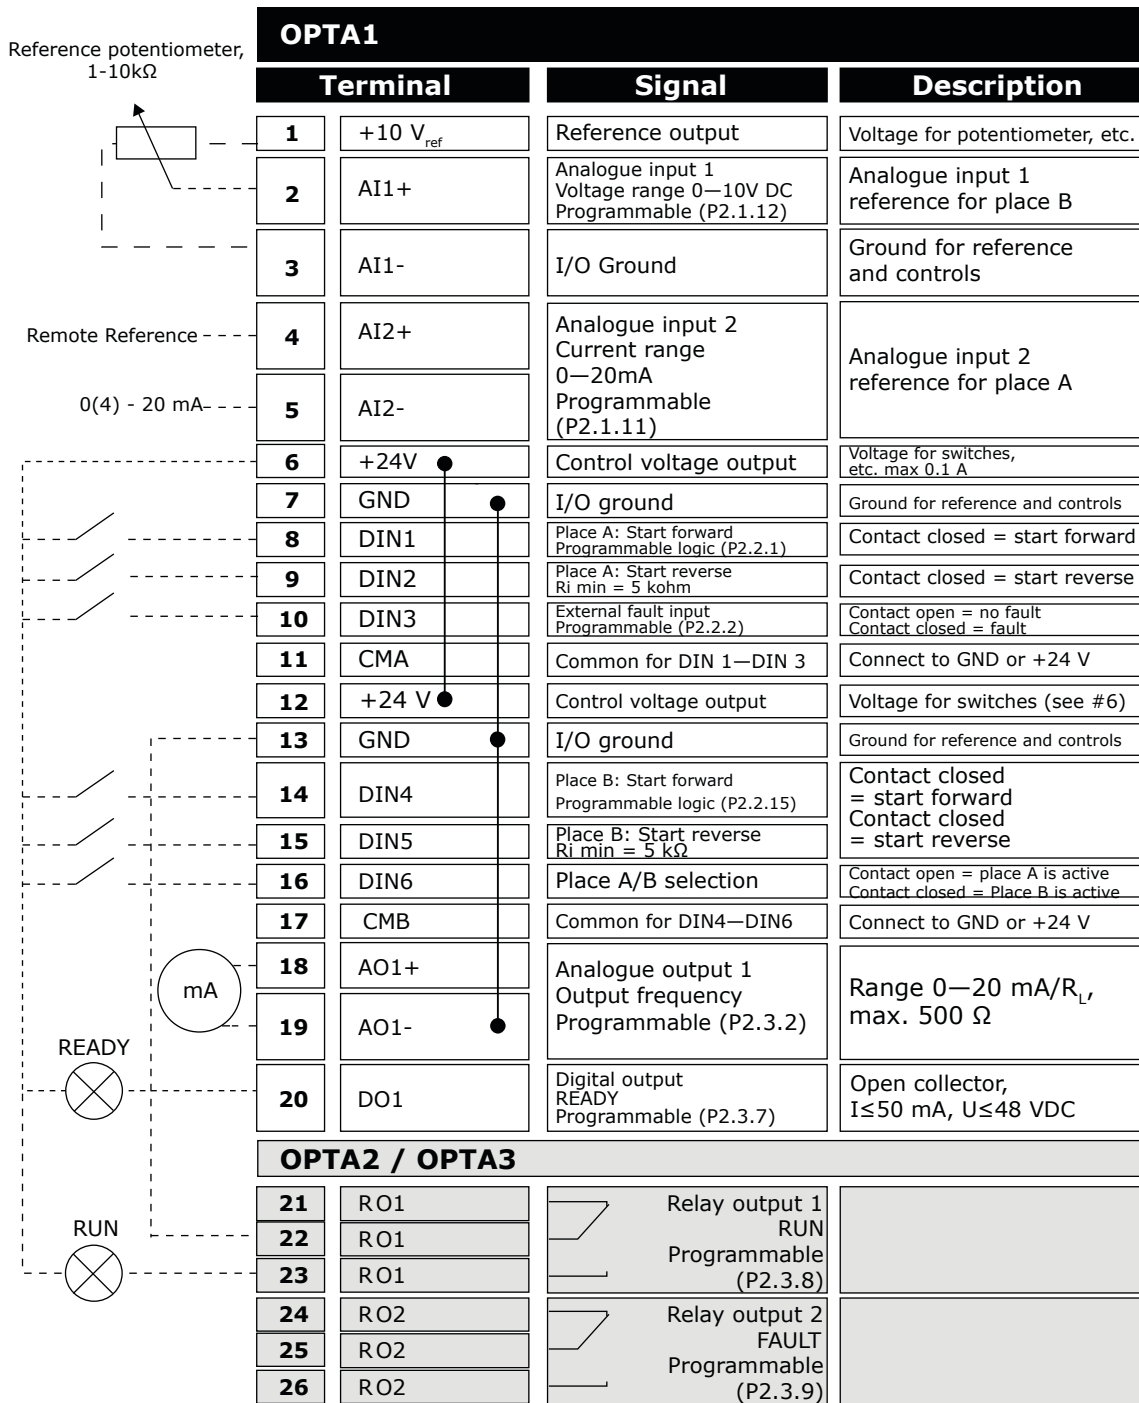 OPTA1
Reference potentiometer,
1-10kΩ
Terminal Signal Description
1 +10 Vref Reference output Voltage for potentiometer, etc.
2 AI1+ Analogue input 1
Voltage range 0—10V DC
Programmable (P2.1.12)
Analogue input 1
reference for place B
3 AI1- I/O Ground Ground for reference
and controls
Remote Reference 4 AI2+
0(4) - 20 mA 5 AI2-
Analogue input 2
Current range
0—20mA
Programmable
(P2.1.11)
Analogue input 2
reference for place A
6 +24V Control voltage output Voltage for switches,
etc. max 0.1 A
7 GND I/O ground Ground for reference and controls
8 DIN1 Place A: Start forward
Programmable logic (P2.2.1)
Contact closed = start forward
9 DIN2 Place A: Start reverse
Ri min = 5 kohm
Contact closed = start reverse
10 DIN3 External fault input
Programmable (P2.2.2)
Contact open = no fault
Contact closed = fault
11 CMA Common for DIN 1—DIN 3 Connect to GND or +24 V
12 +24 V Control voltage output Voltage for switches (see #6)
13 GND I/O ground Ground for reference and controls
14 DIN4 Place B: Start forward
Programmable logic (P2.2.15)
Contact closed
= start forward
Contact closed
= start reverse
15 DIN5 Place B: Start reverse
Ri min = 5 kΩ
16 DIN6 Place A/B selection Contact open = place A is active
Contact closed = Place B is active
17 CMB Common for DIN4—DIN6 Connect to GND or +24 V
mA
18 AO1+
19 AO1-
Analogue output 1
Output frequency
Programmable (P2.3.2)
Range 0—20 mA/RL,
max. 500 Ω
READY
20 DO1 Digital output
READY
Programmable (P2.3.7)
Open collector,
I≤50 mA, U≤48 VDC
OPTA2 / OPTA3
RUN
21 RO1
22 RO1
23 RO1
Relay output 1
RUN
Programmable
(P2.3.8)
24 RO2
25 RO2
26 RO2
Relay output 2
FAULT
Programmable
(P2.3.9)